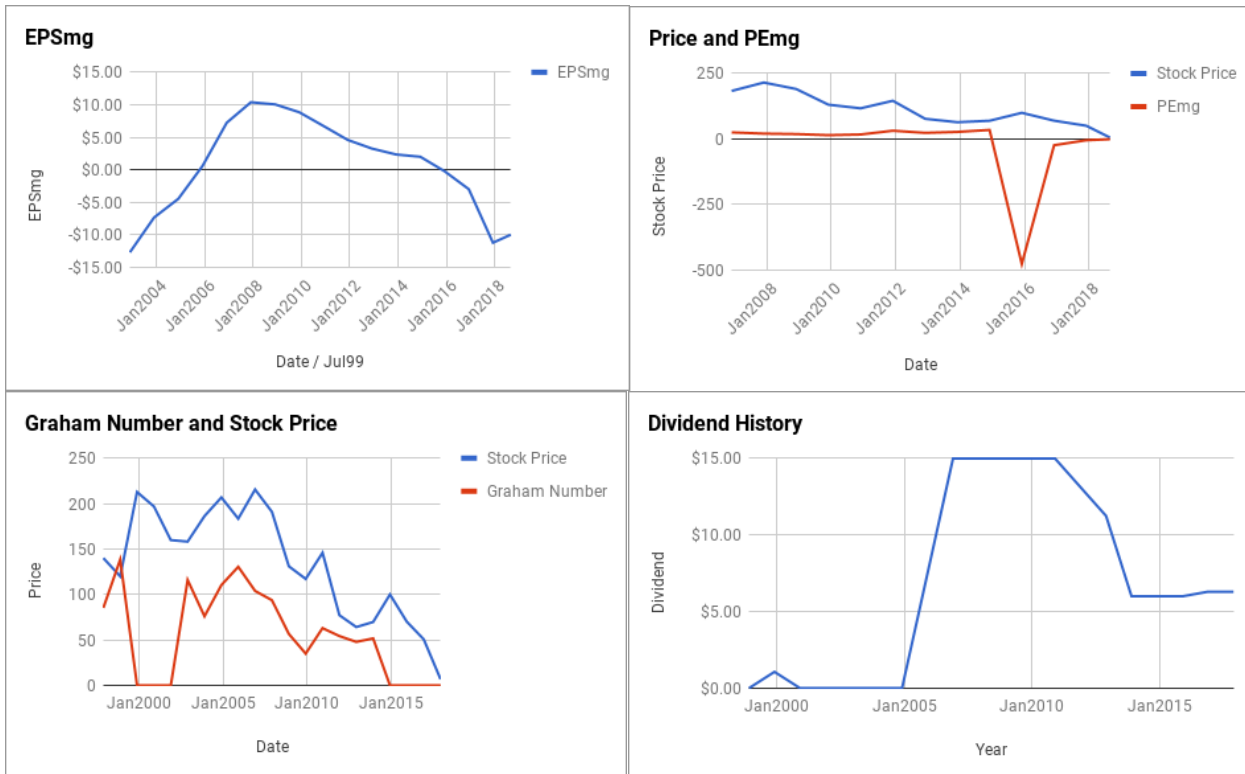 EPSmg
$15.00
$10.00
$5.00
$0.00
-$5.00
-$10.00
-$15.00
EPSmg
EPSmg
Jan2004
Jan2006
Jan2008
Jan2010
Jan2012
Jan2014
Jan2016
Jan2018
Date / Jul99
Price and PEmg
250
0
-250
-500
Stock Price
Stock Price
PEmg
Jan2008
Jan2010
Jan2012
Jan2014
Jan2016
Jan2018
Date
Graham Number and Stock Price
250
200
150
100
50
0
Price
Stock Price
Graham Number
Jan2000
Jan2005
Jan2010
Jan2015
Date
Dividend History
$15.00
$10.00
$5.00
$0.00
Dividend
Jan2000
Jan2005
Jan2010
Jan2015
Year